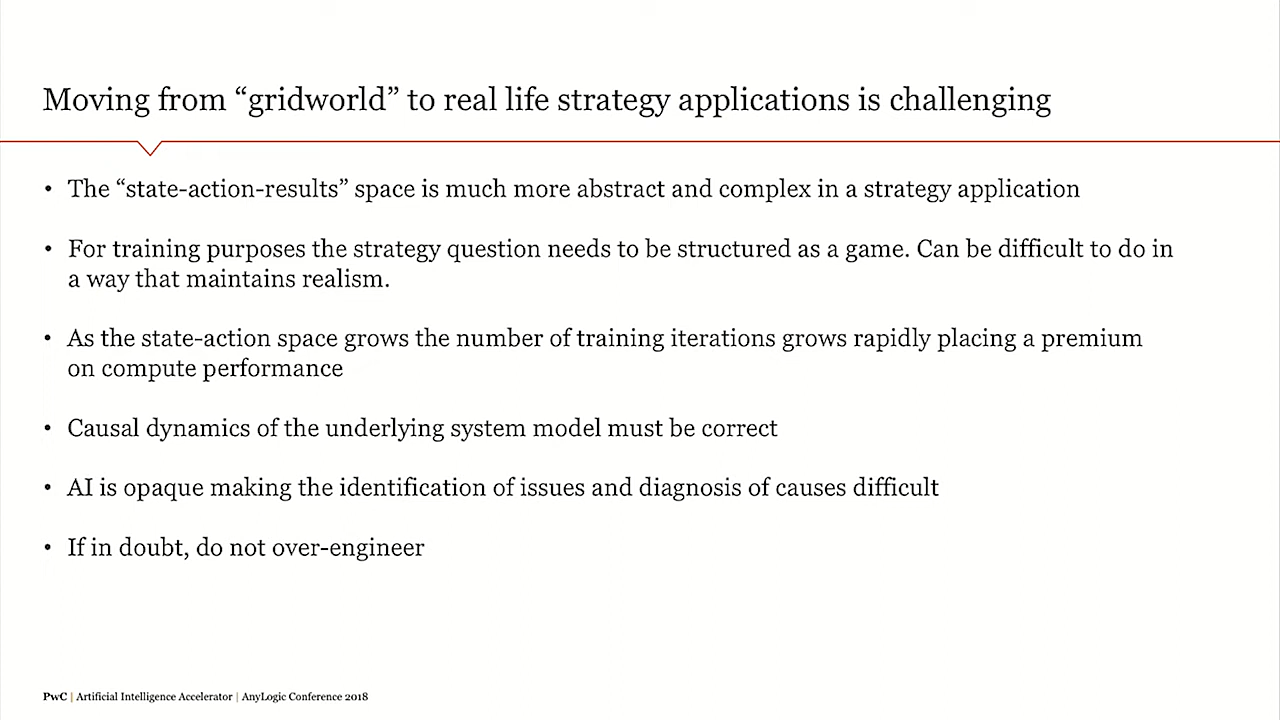 Moving from “gridworld” to real life strategy applications is challenging
• The “state-action-results” space is much more abstract and complex in a strategy application
• For training purposes the strategy question needs to be structured as a game. Can be difficult to do in
a way that maintains realism.
• As the state-action space grows the number of training iterations grows rapidly placing a premium
on compute performance
• Causal dynamics of the underlying system model must be correct
• AI is opaque making the identification of issues and diagnosis of causes difficult
• If in doubt, do not over-engineer
PwC | Artificial Intelligence Accelerator | AnyLogic Conference 2018